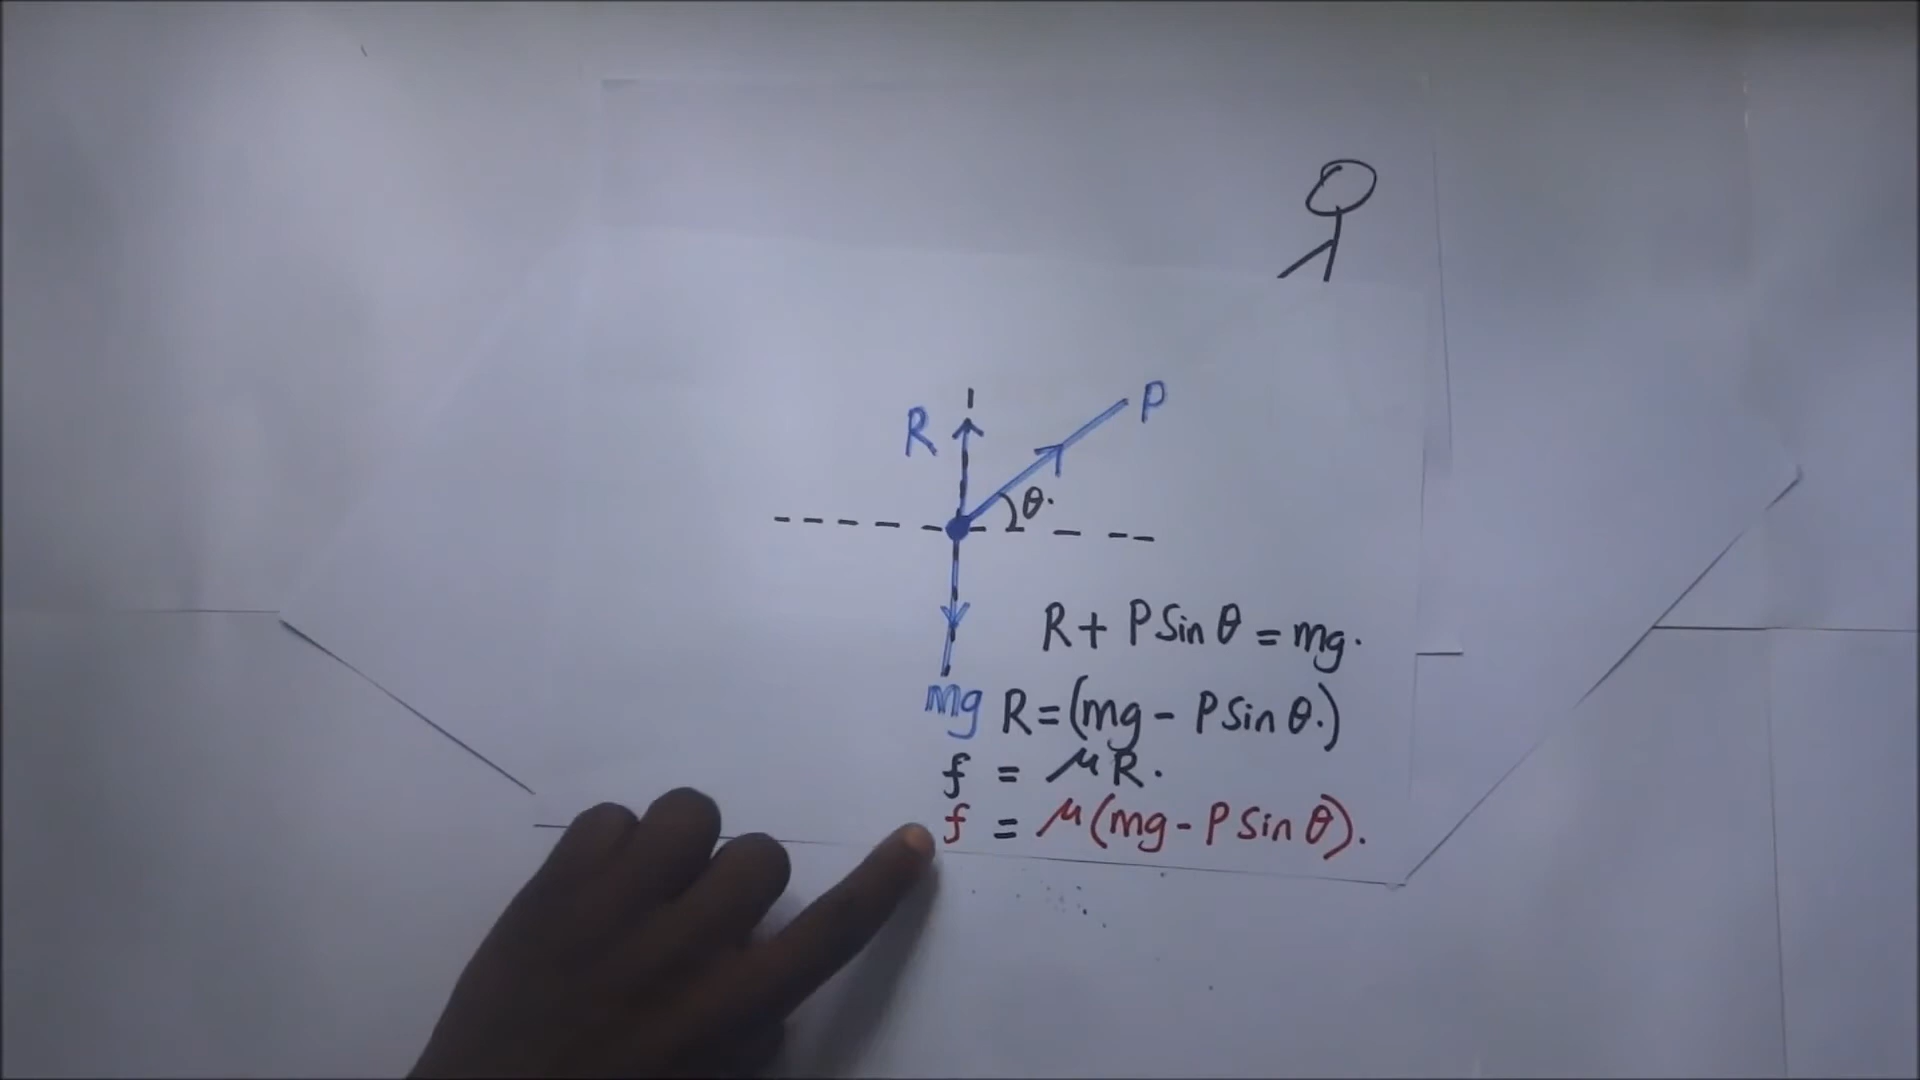 R
P
θ.
R + P Sin θ = mg.
mg
R = (mg - P Sin θ.)
f = μR.
f = μ(mg - P Sin θ).